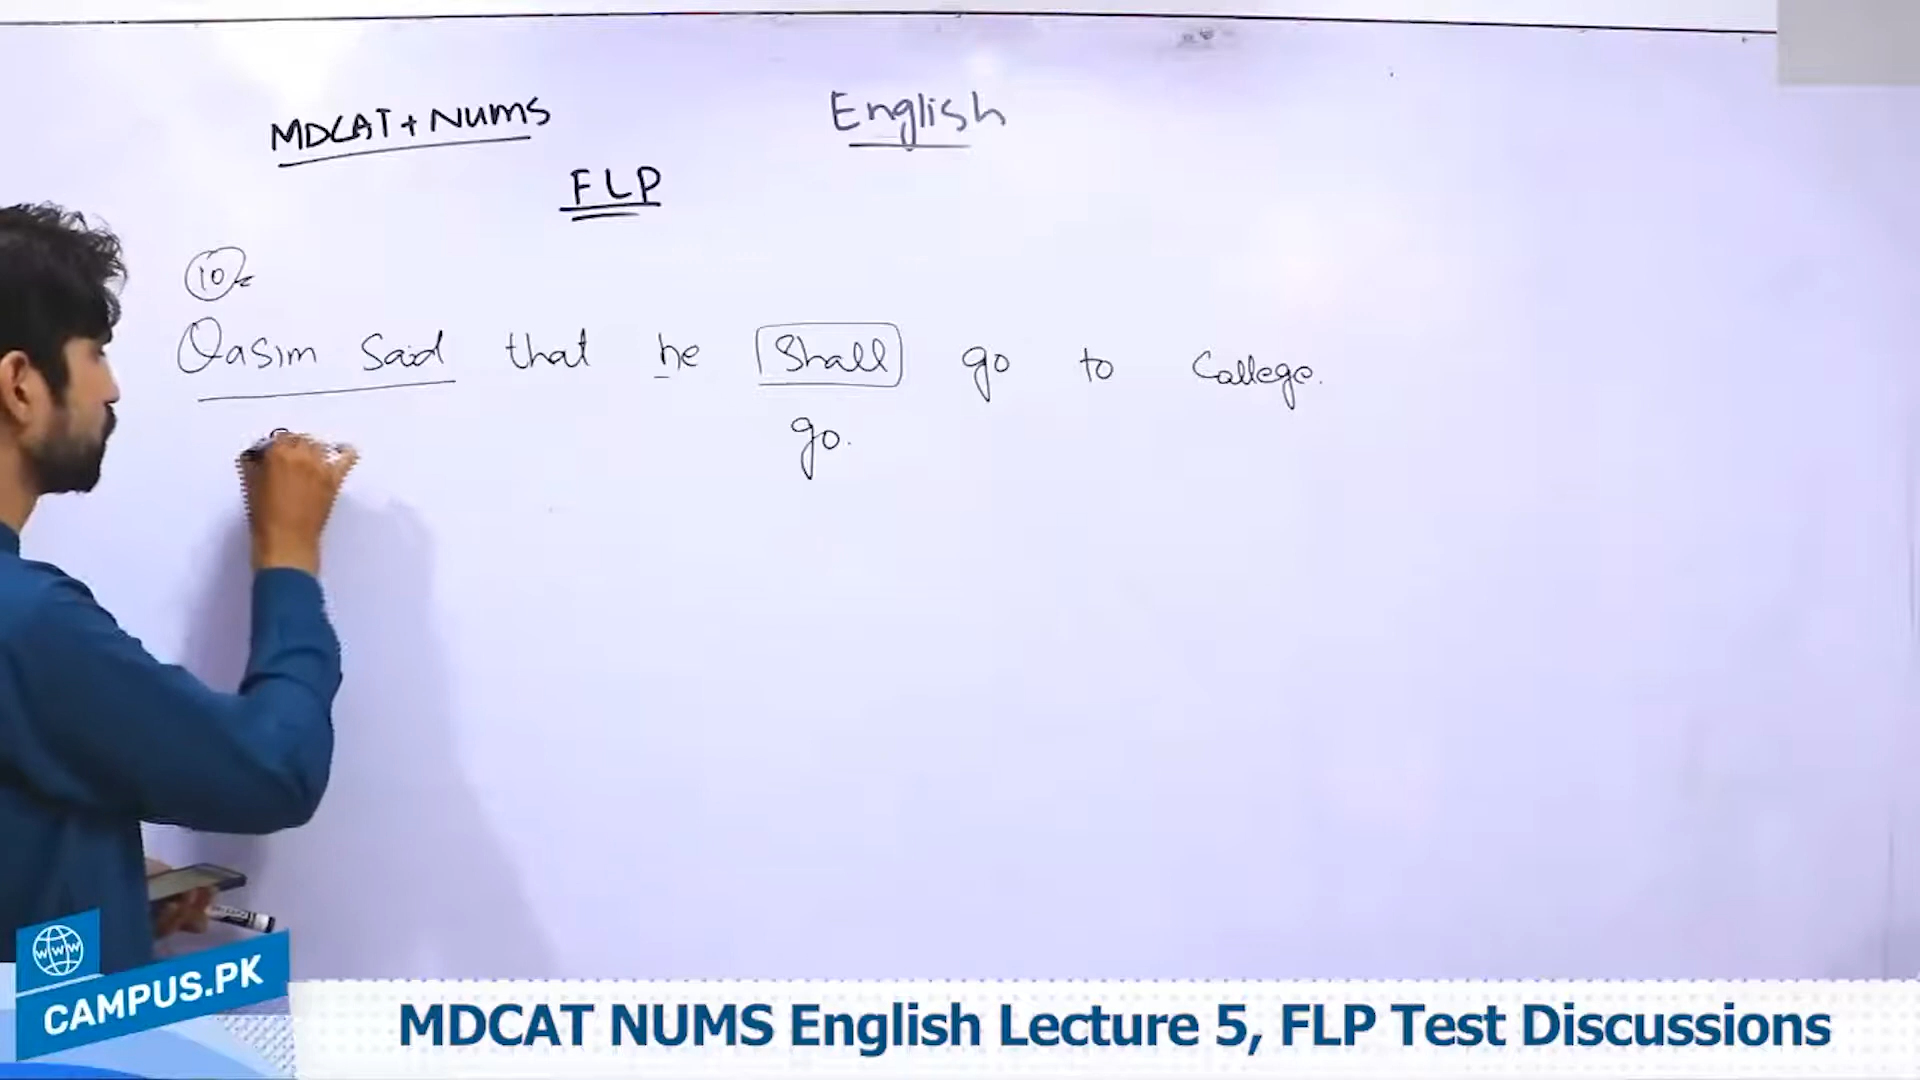 MDCAT + NUMS
English
FLP
10
Qasim said that he Shall go to College.
go.
www
CAMPUS.PK
MDCAT NUMS English Lecture 5, FLP Test Discussions